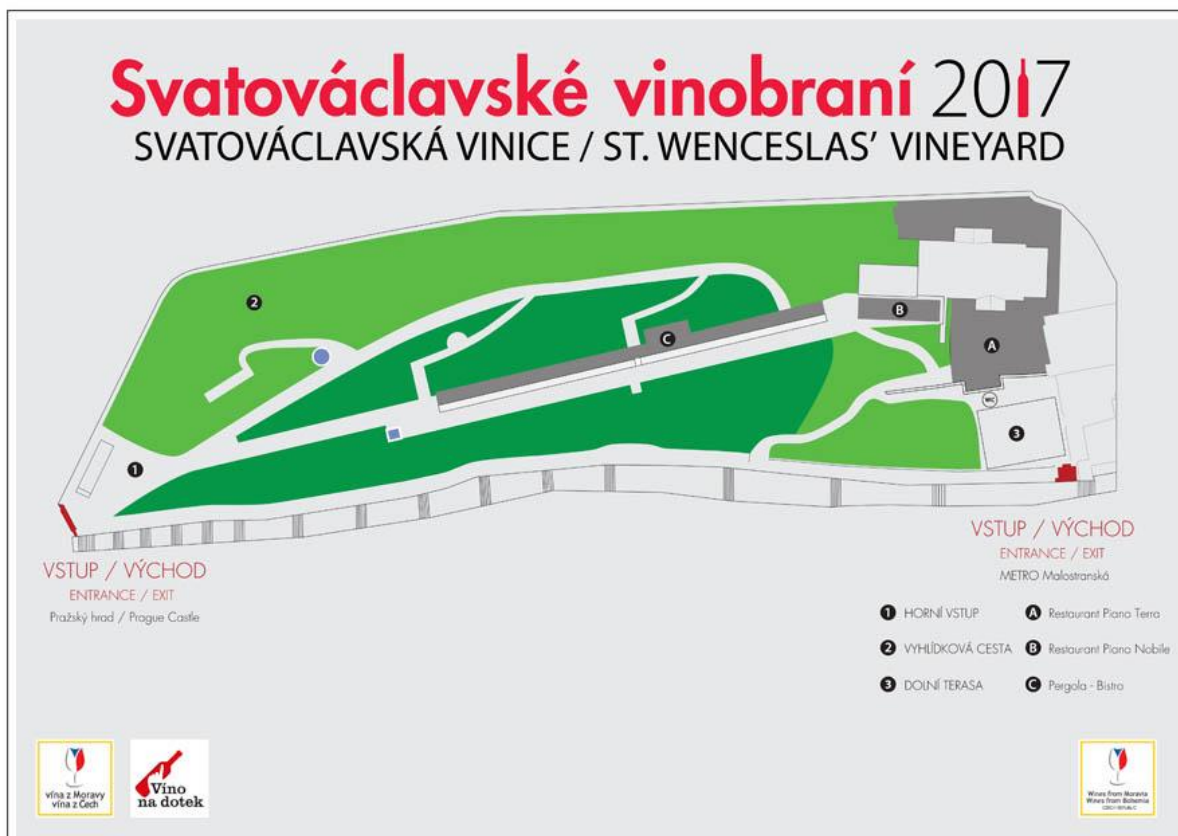 Svatováclavské vinobraní 2017
SVATOVÁCLAVSKÁ VINICE / ST. WENCESLAS' VINEYARD
2
B
C
A
WC
3
1
VSTUP / VÝCHOD
ENTRANCE / EXIT
Pražský hrad / Prague Castle
VSTUP / VÝCHOD
ENTRANCE / EXIT
METRO Malostranská
1 HORNÍ VSTUP
A Restaurant Piano Terra
2 VYHLÍDKOVÁ CESTA
B Restaurant Piano Nobile
3 DOLNÍ TERASA
C Pergola - Bistro
vína z Moravy
vína z Čech
Víno
na dotek
Wines from Moravia
Wines from Bohemia
CZECH REPUBLIC